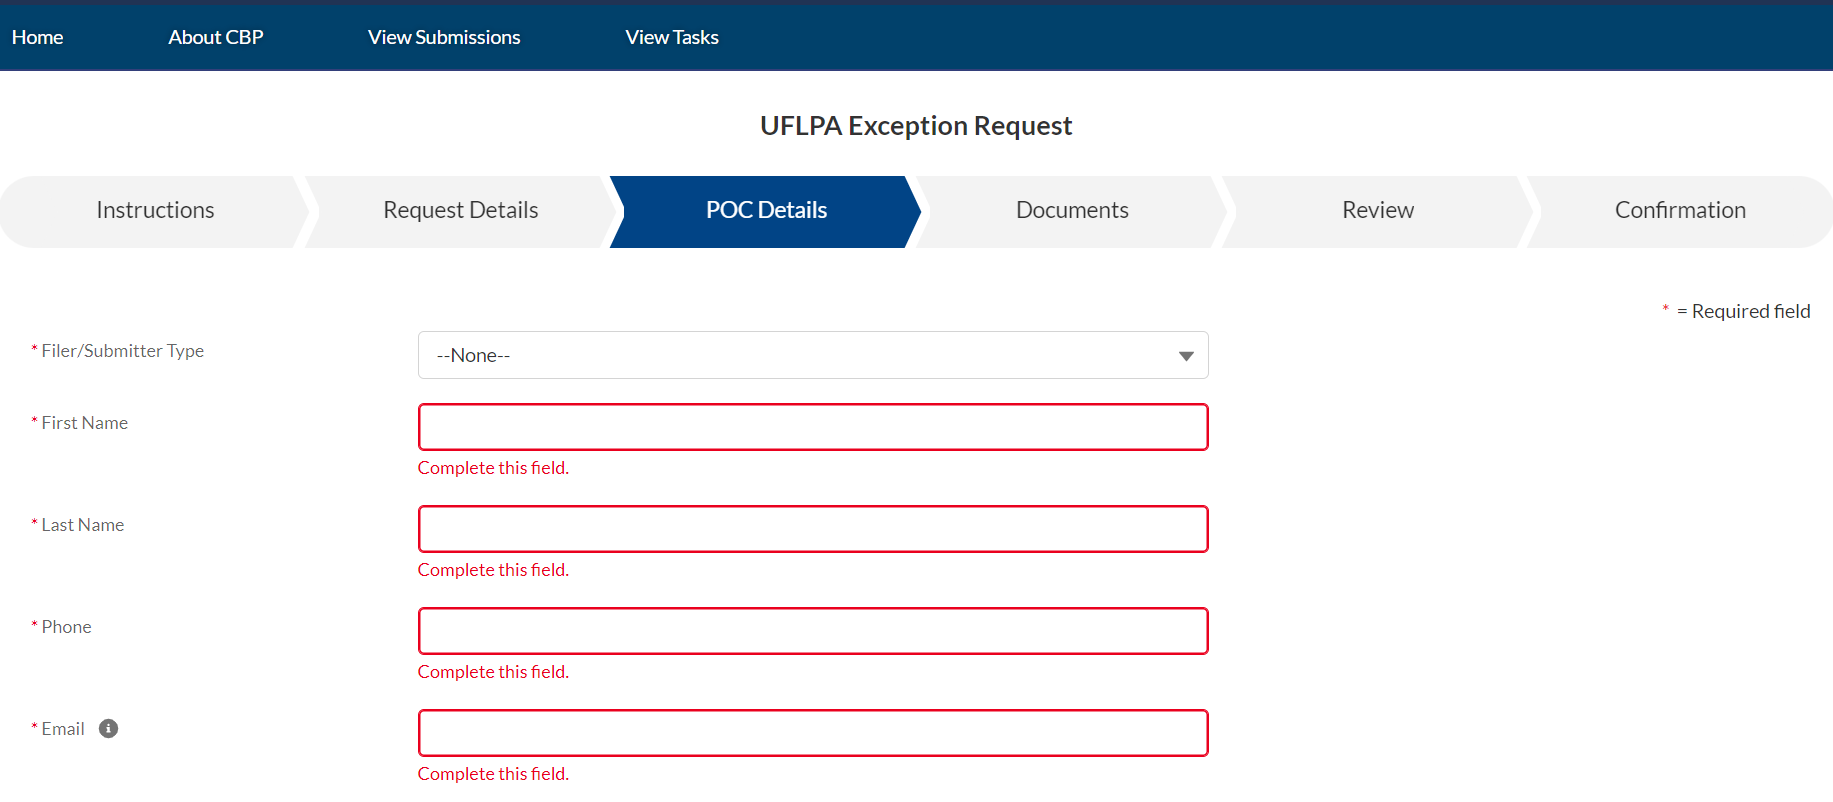 Home About CBP View Submissions View Tasks
UFLPA Exception Request
Instructions Request Details POC Details Documents Review Confirmation
* = Required field
* Filer/Submitter Type --None--
* First Name
Complete this field.
* Last Name
Complete this field.
* Phone
Complete this field.
* Email
Complete this field.